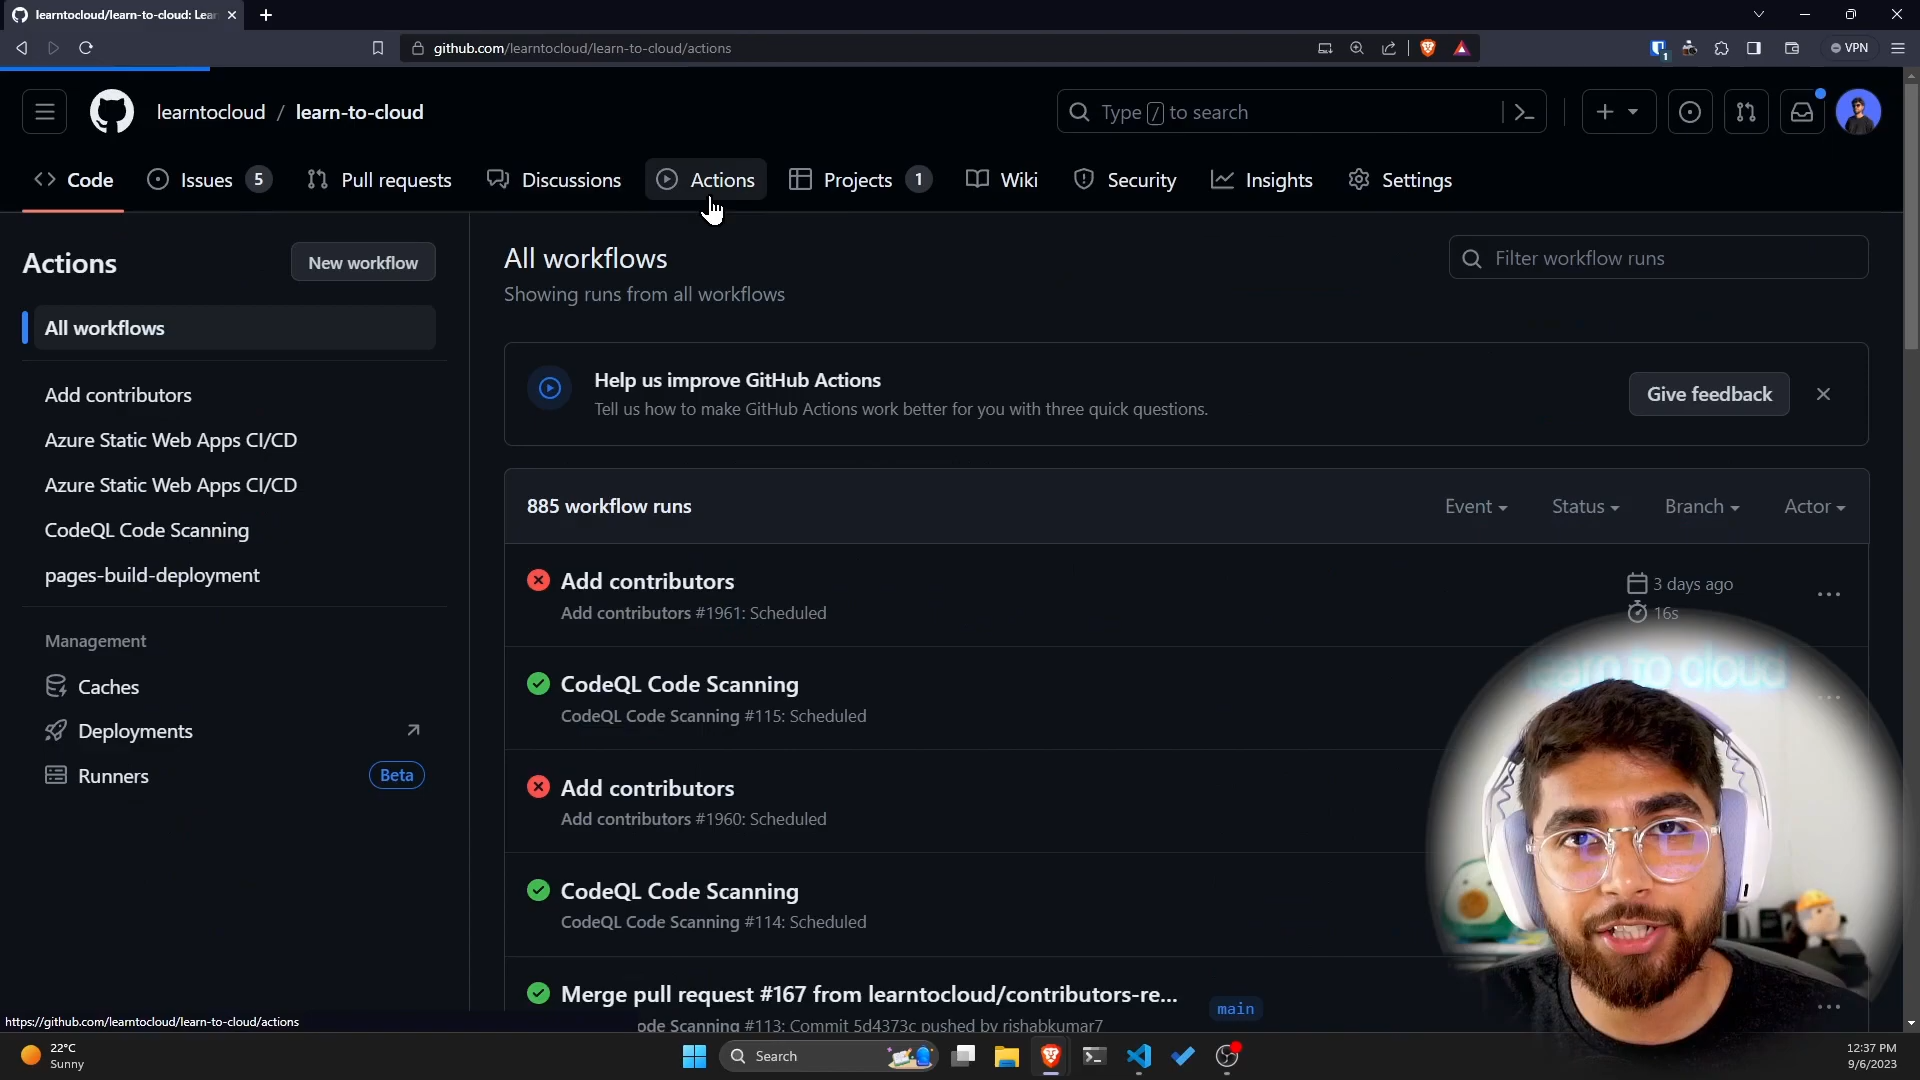 learntocloud/learn-to-cloud: Lea
github.com/learntocloud/learn-to-cloud/actions
1
VPN
learntocloud / learn-to-cloud
Type / to search
Code
Issues 5
Pull requests
Discussions
Actions
Projects 1
Wiki
Security
Insights
Settings
Actions
New workflow
All workflows
Add contributors
Azure Static Web Apps CI/CD
Azure Static Web Apps CI/CD
CodeQL Code Scanning
pages-build-deployment
Management
Caches
Deployments
Runners Beta
All workflows
Showing runs from all workflows
Filter workflow runs
Help us improve GitHub Actions
Tell us how to make GitHub Actions work better for you with three quick questions.
Give feedback
885 workflow runs
Event
Status
Branch
Actor
Add contributors
Add contributors #1961: Scheduled
3 days ago
16s
CodeQL Code Scanning
CodeQL Code Scanning #115: Scheduled
Add contributors
Add contributors #1960: Scheduled
CodeQL Code Scanning
CodeQL Code Scanning #114: Scheduled
Merge pull request #167 from learntocloud/contributors-re...
main
ode Scanning #113: Commit 5d4373c pushed by rishabkumar7
learn to cloud
https://github.com/learntocloud/learn-to-cloud/actions
22°C
Sunny
Search
12:37 PM
9/6/2023